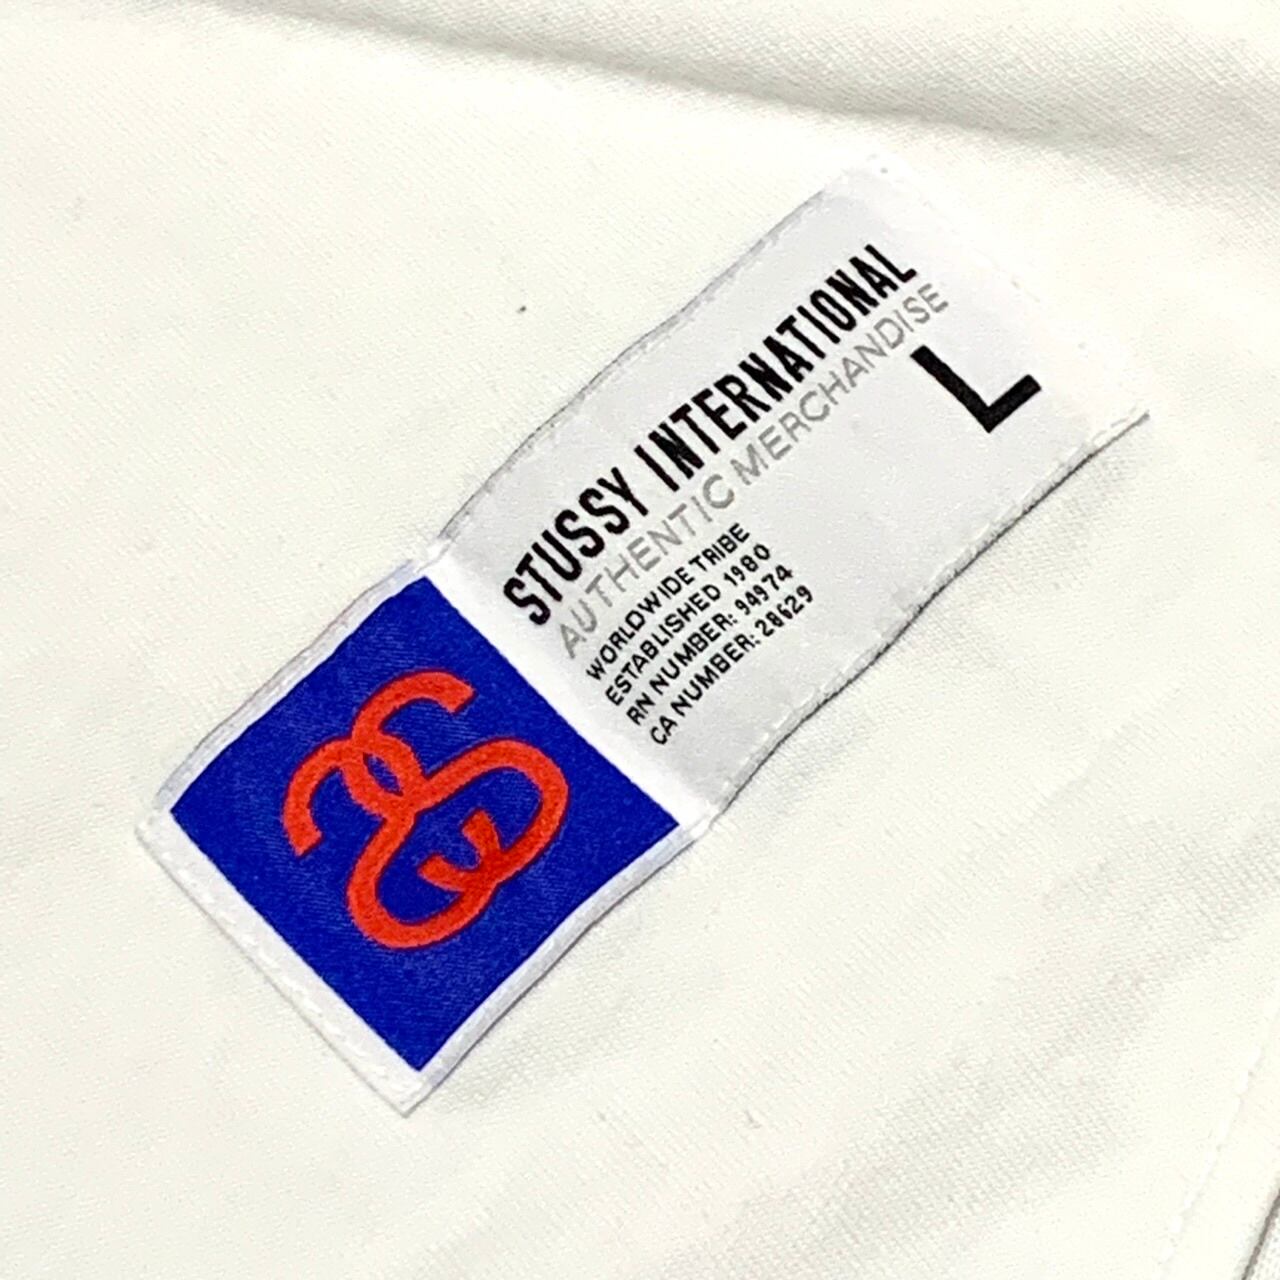 STUSSY INTERNATIONAL
AUTHENTIC MERCHANDISE
L
WORLDWIDE TRIBE
ESTABLISHED 1980
RN NUMBER: 94974
CA NUMBER: 28629